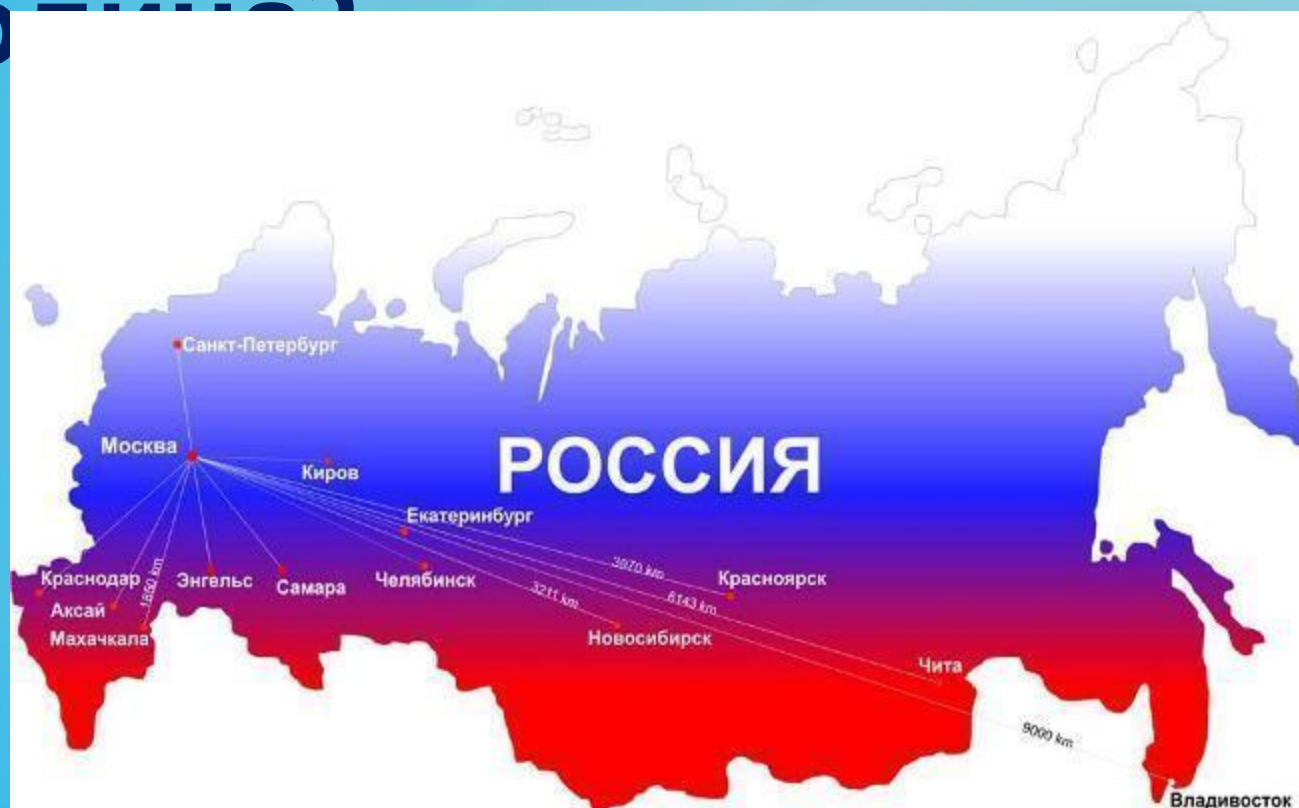 Санкт-Петербург
Москва
РОССИЯ
Киров
Екатеринбург
Краснодар
Энгельс
Самара
Челябинск
Красноярск
3970 km
3211 km
6143 km
1850 km
Аксай
Махачкала
Новосибирск
Чита
9000 km
Владивосток